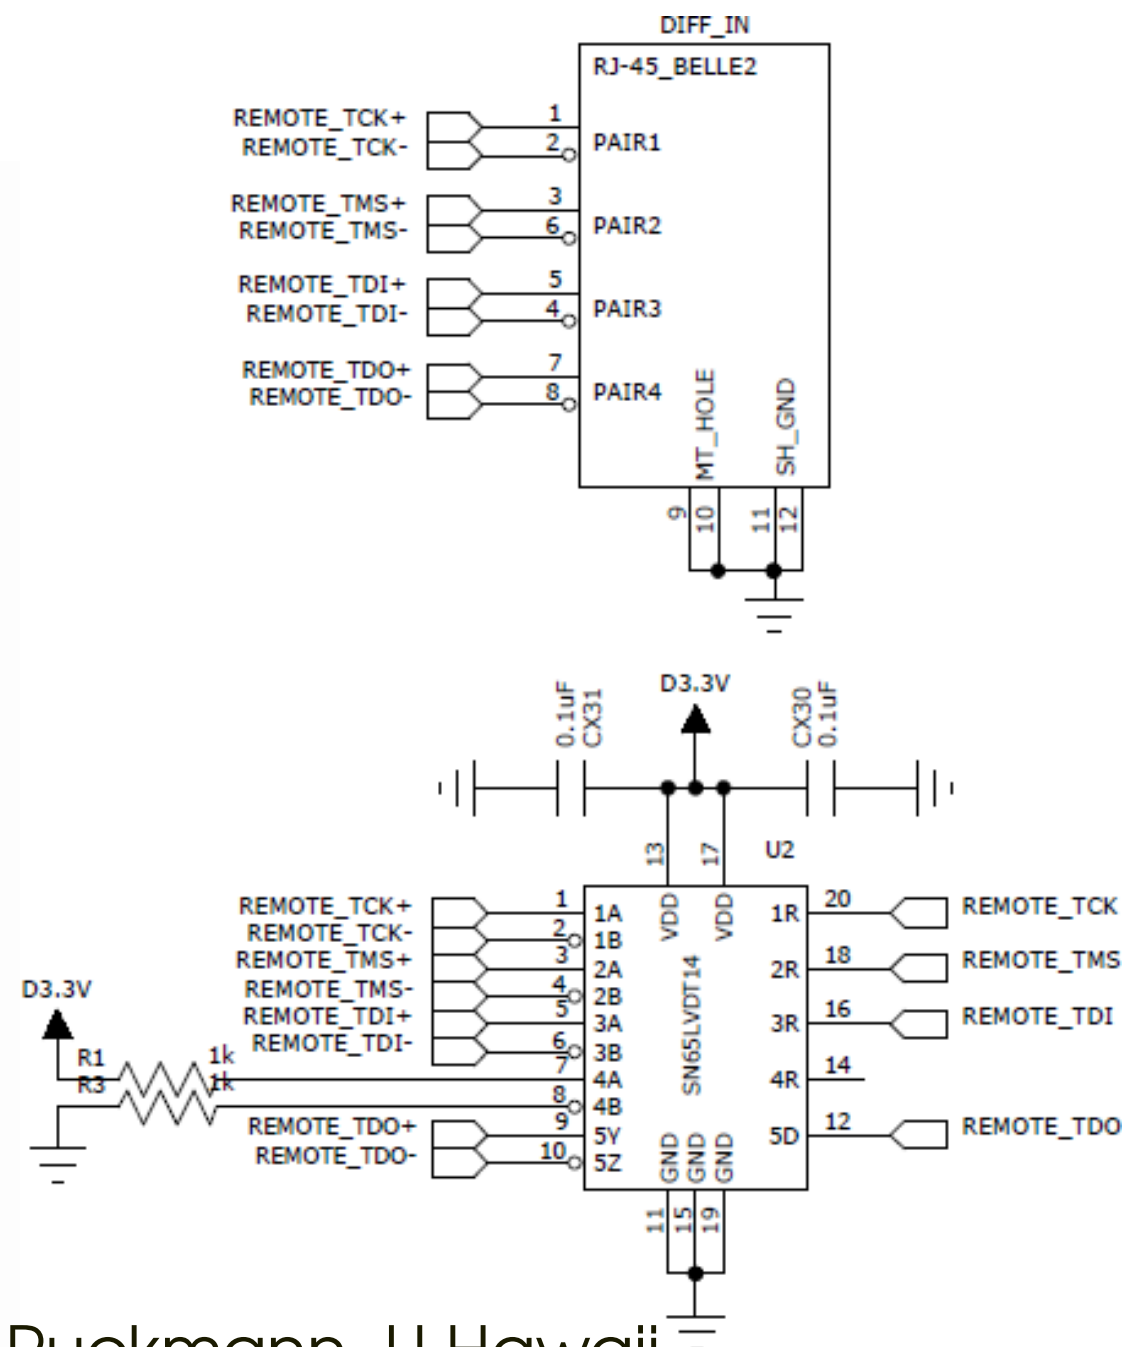 DIFF_IN
RJ-45_BELLE2
REMOTE_TCK+ 1
REMOTE_TCK- 2 PAIR1
REMOTE_TMS+ 3
REMOTE_TMS- 6 PAIR2
REMOTE_TDI+ 5
REMOTE_TDI- 4 PAIR3
REMOTE_TDO+ 7
REMOTE_TDO- 8 PAIR4
MT_HOLE SH_GND
9 10 11 12
D3.3V
0.1uF CX31 CX30 0.1uF
13 17 U2
VDD VDD
REMOTE_TCK+ 1 1A 1R 20 REMOTE_TCK
REMOTE_TCK- 2 1B
REMOTE_TMS+ 3 2A 2R 18 REMOTE_TMS
REMOTE_TMS- 4 2B
REMOTE_TDI+ 5 3A 3R 16 REMOTE_TDI
REMOTE_TDI- 6 3B
SN65LVDT14
D3.3V
R1 1k 7 4A 4R 14
R3 1k 8 4B
REMOTE_TDO+ 9 5Y 5D 12 REMOTE_TDO
REMOTE_TDO- 10 5Z
GND GND GND
11 15 19
Ruckmann, U Hawaii